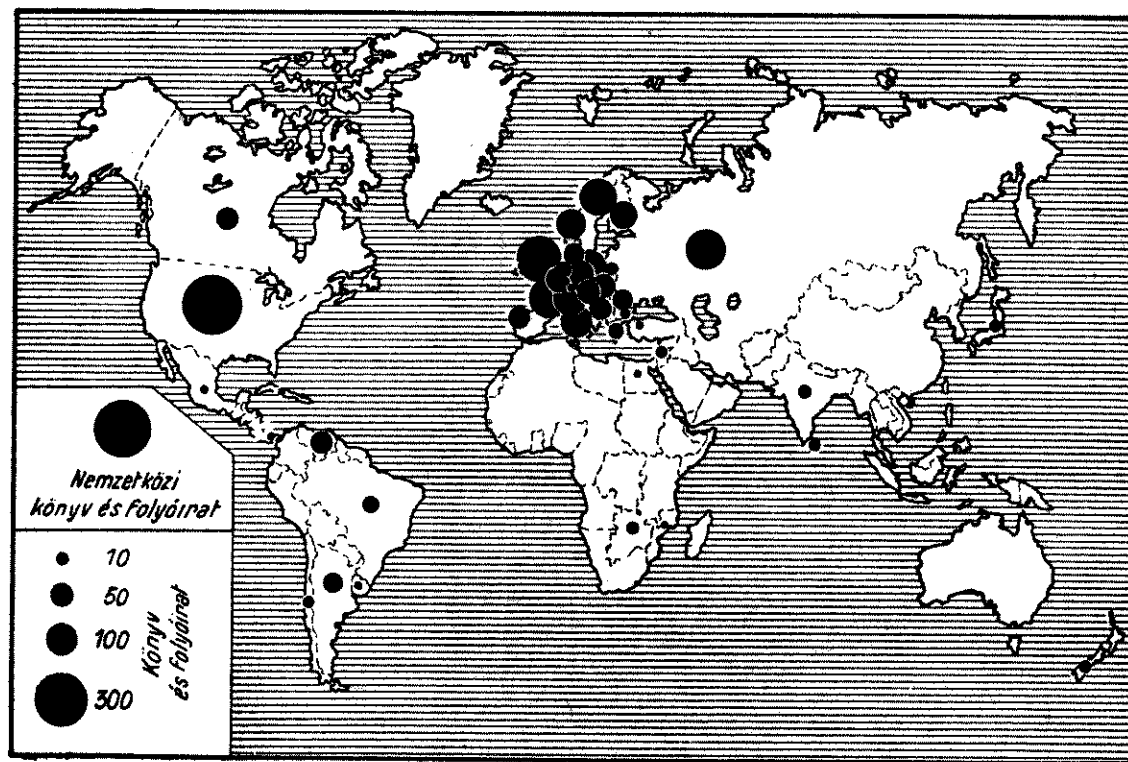 Nemzetközi
könyv és folyóirat
10
50
100
300
Könyv
és folyóirat